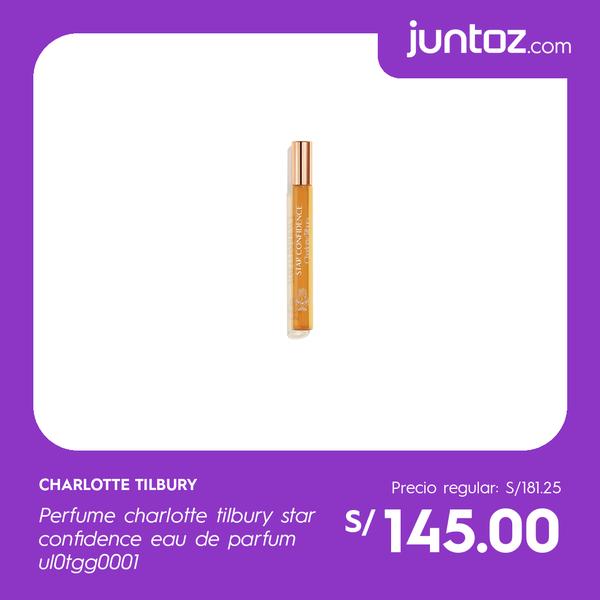 juntoz.com
STAR CONFIDENCE
CHARLOTTE TILBURY
Perfume charlotte tilbury star
confidence eau de parfum
ul0tgg0001
Precio regular: S/181.25
S/ 145.00